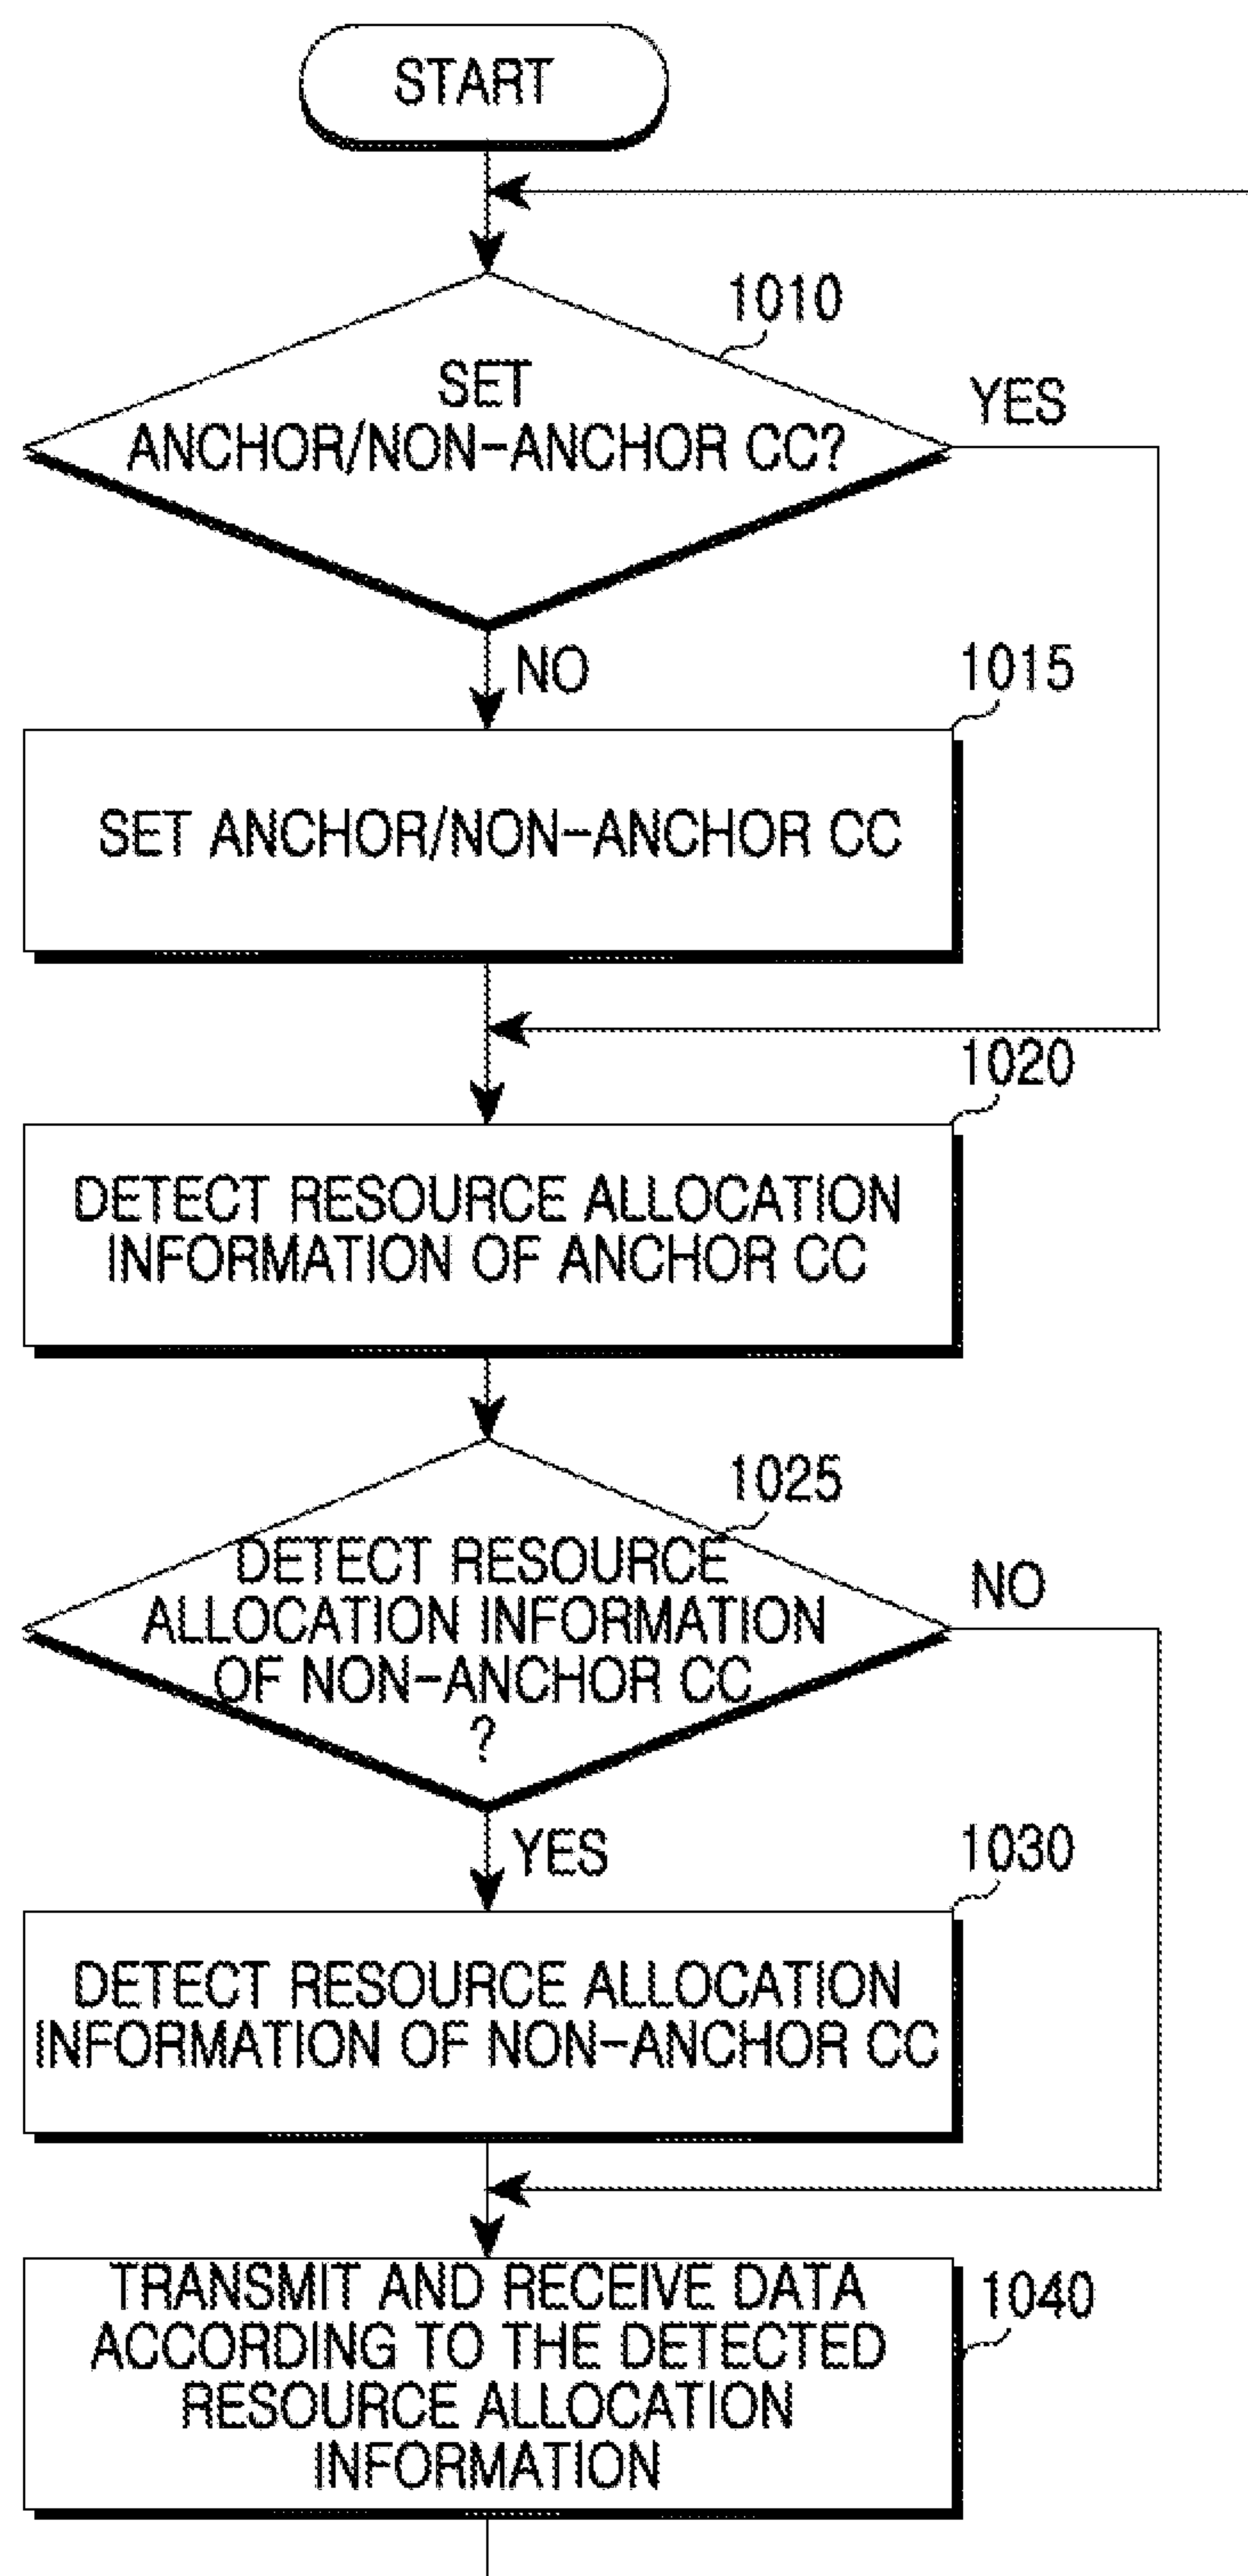 START
1010
SET
ANCHOR/NON-ANCHOR CC?
YES
NO
1015
SET ANCHOR/NON-ANCHOR CC
1020
DETECT RESOURCE ALLOCATION
INFORMATION OF ANCHOR CC
1025
DETECT RESOURCE
ALLOCATION INFORMATION
OF NON-ANCHOR CC
?
NO
YES
1030
DETECT RESOURCE ALLOCATION
INFORMATION OF NON-ANCHOR CC
1040
TRANSMIT AND RECEIVE DATA
ACCORDING TO THE DETECTED
RESOURCE ALLOCATION
INFORMATION